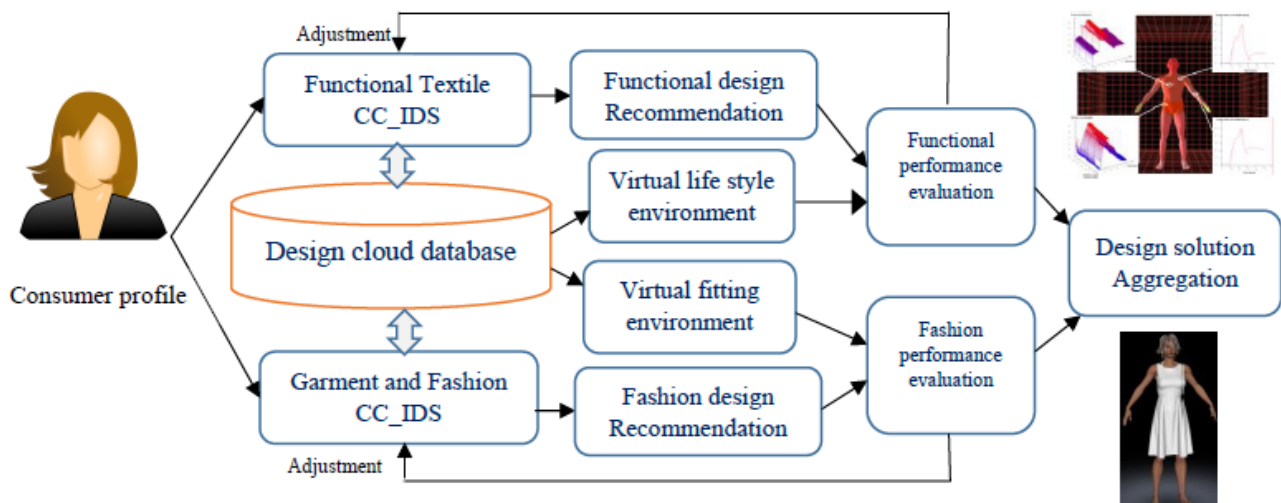 Adjustment
Functional Textile
CC_IDS
Functional design
Recommendation
Functional
performance
evaluation
Virtual life style
environment
Design cloud database
Consumer profile
Design solution
Aggregation
Virtual fitting
environment
Fashion
performance
evaluation
Garment and Fashion
CC_IDS
Fashion design
Recommendation
Adjustment